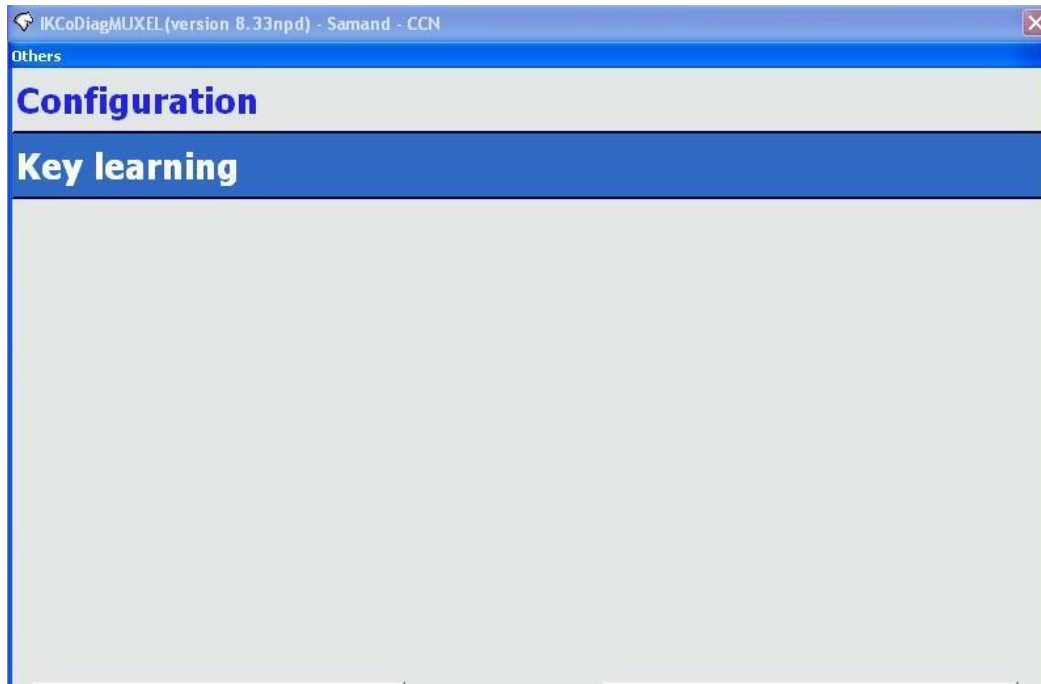 IKCoDiagMUXEL(version 8.33npd) - Samand - CCN
Others
Configuration
Key learning